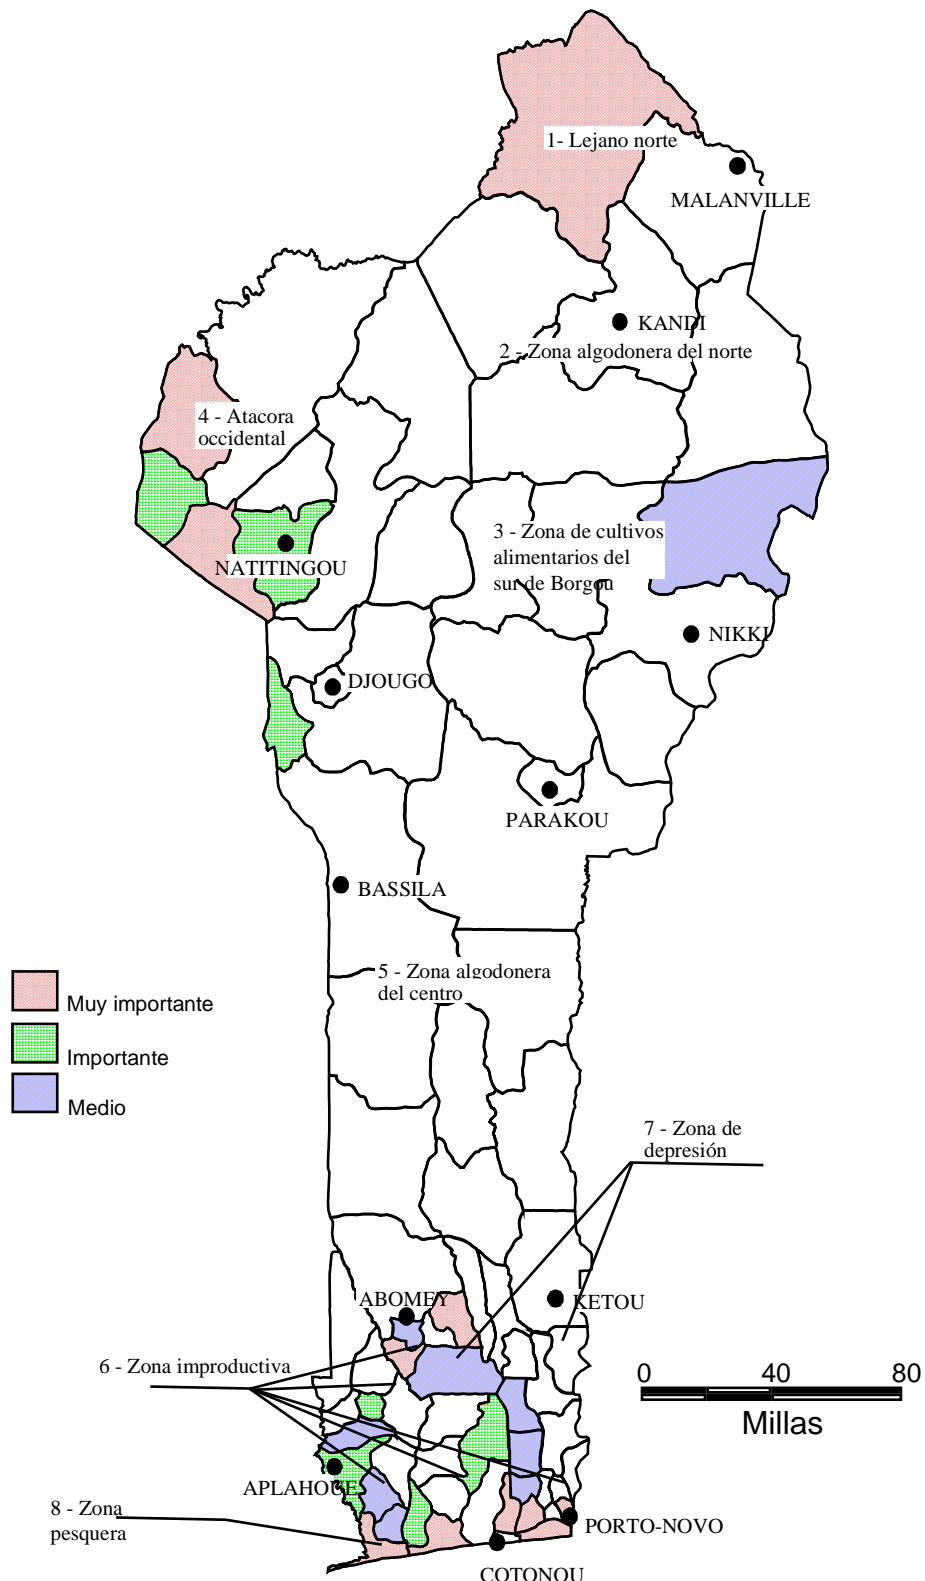 1- Lejano norte
MALANVILLE
KANDI
2 - Zona algodonera del norte
4 - Atacora
occidental
3 - Zona de cultivos
alimentarios del
sur de Borgou
NATITINGOU
NIKKI
DJOUGO
PARAKOU
BASSILA
5 - Zona algodonera
del centro
Muy importante
Importante
Medio
7 - Zona de
depresión
ABOMEY
KETOU
6 - Zona improductiva
0 40 80
Millas
APLAHOUE
8 - Zona
pesquera
PORTO-NOVO
COTONOU